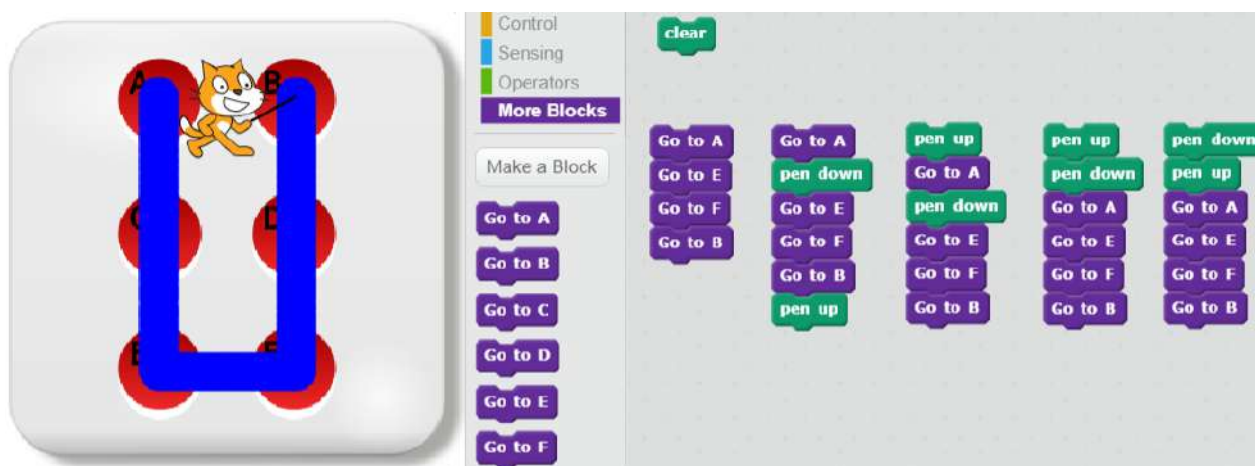 A
B
C
D
E
F
Control
Sensing
Operators
More Blocks
Make a Block
Go to A
Go to B
Go to C
Go to D
Go to E
Go to F
clear
Go to A
Go to E
Go to F
Go to B
Go to A
pen down
Go to E
Go to F
Go to B
pen up
pen up
Go to A
pen down
Go to E
Go to F
Go to B
pen up
pen down
Go to A
Go to E
Go to F
Go to B
pen down
pen up
Go to A
Go to E
Go to F
Go to B